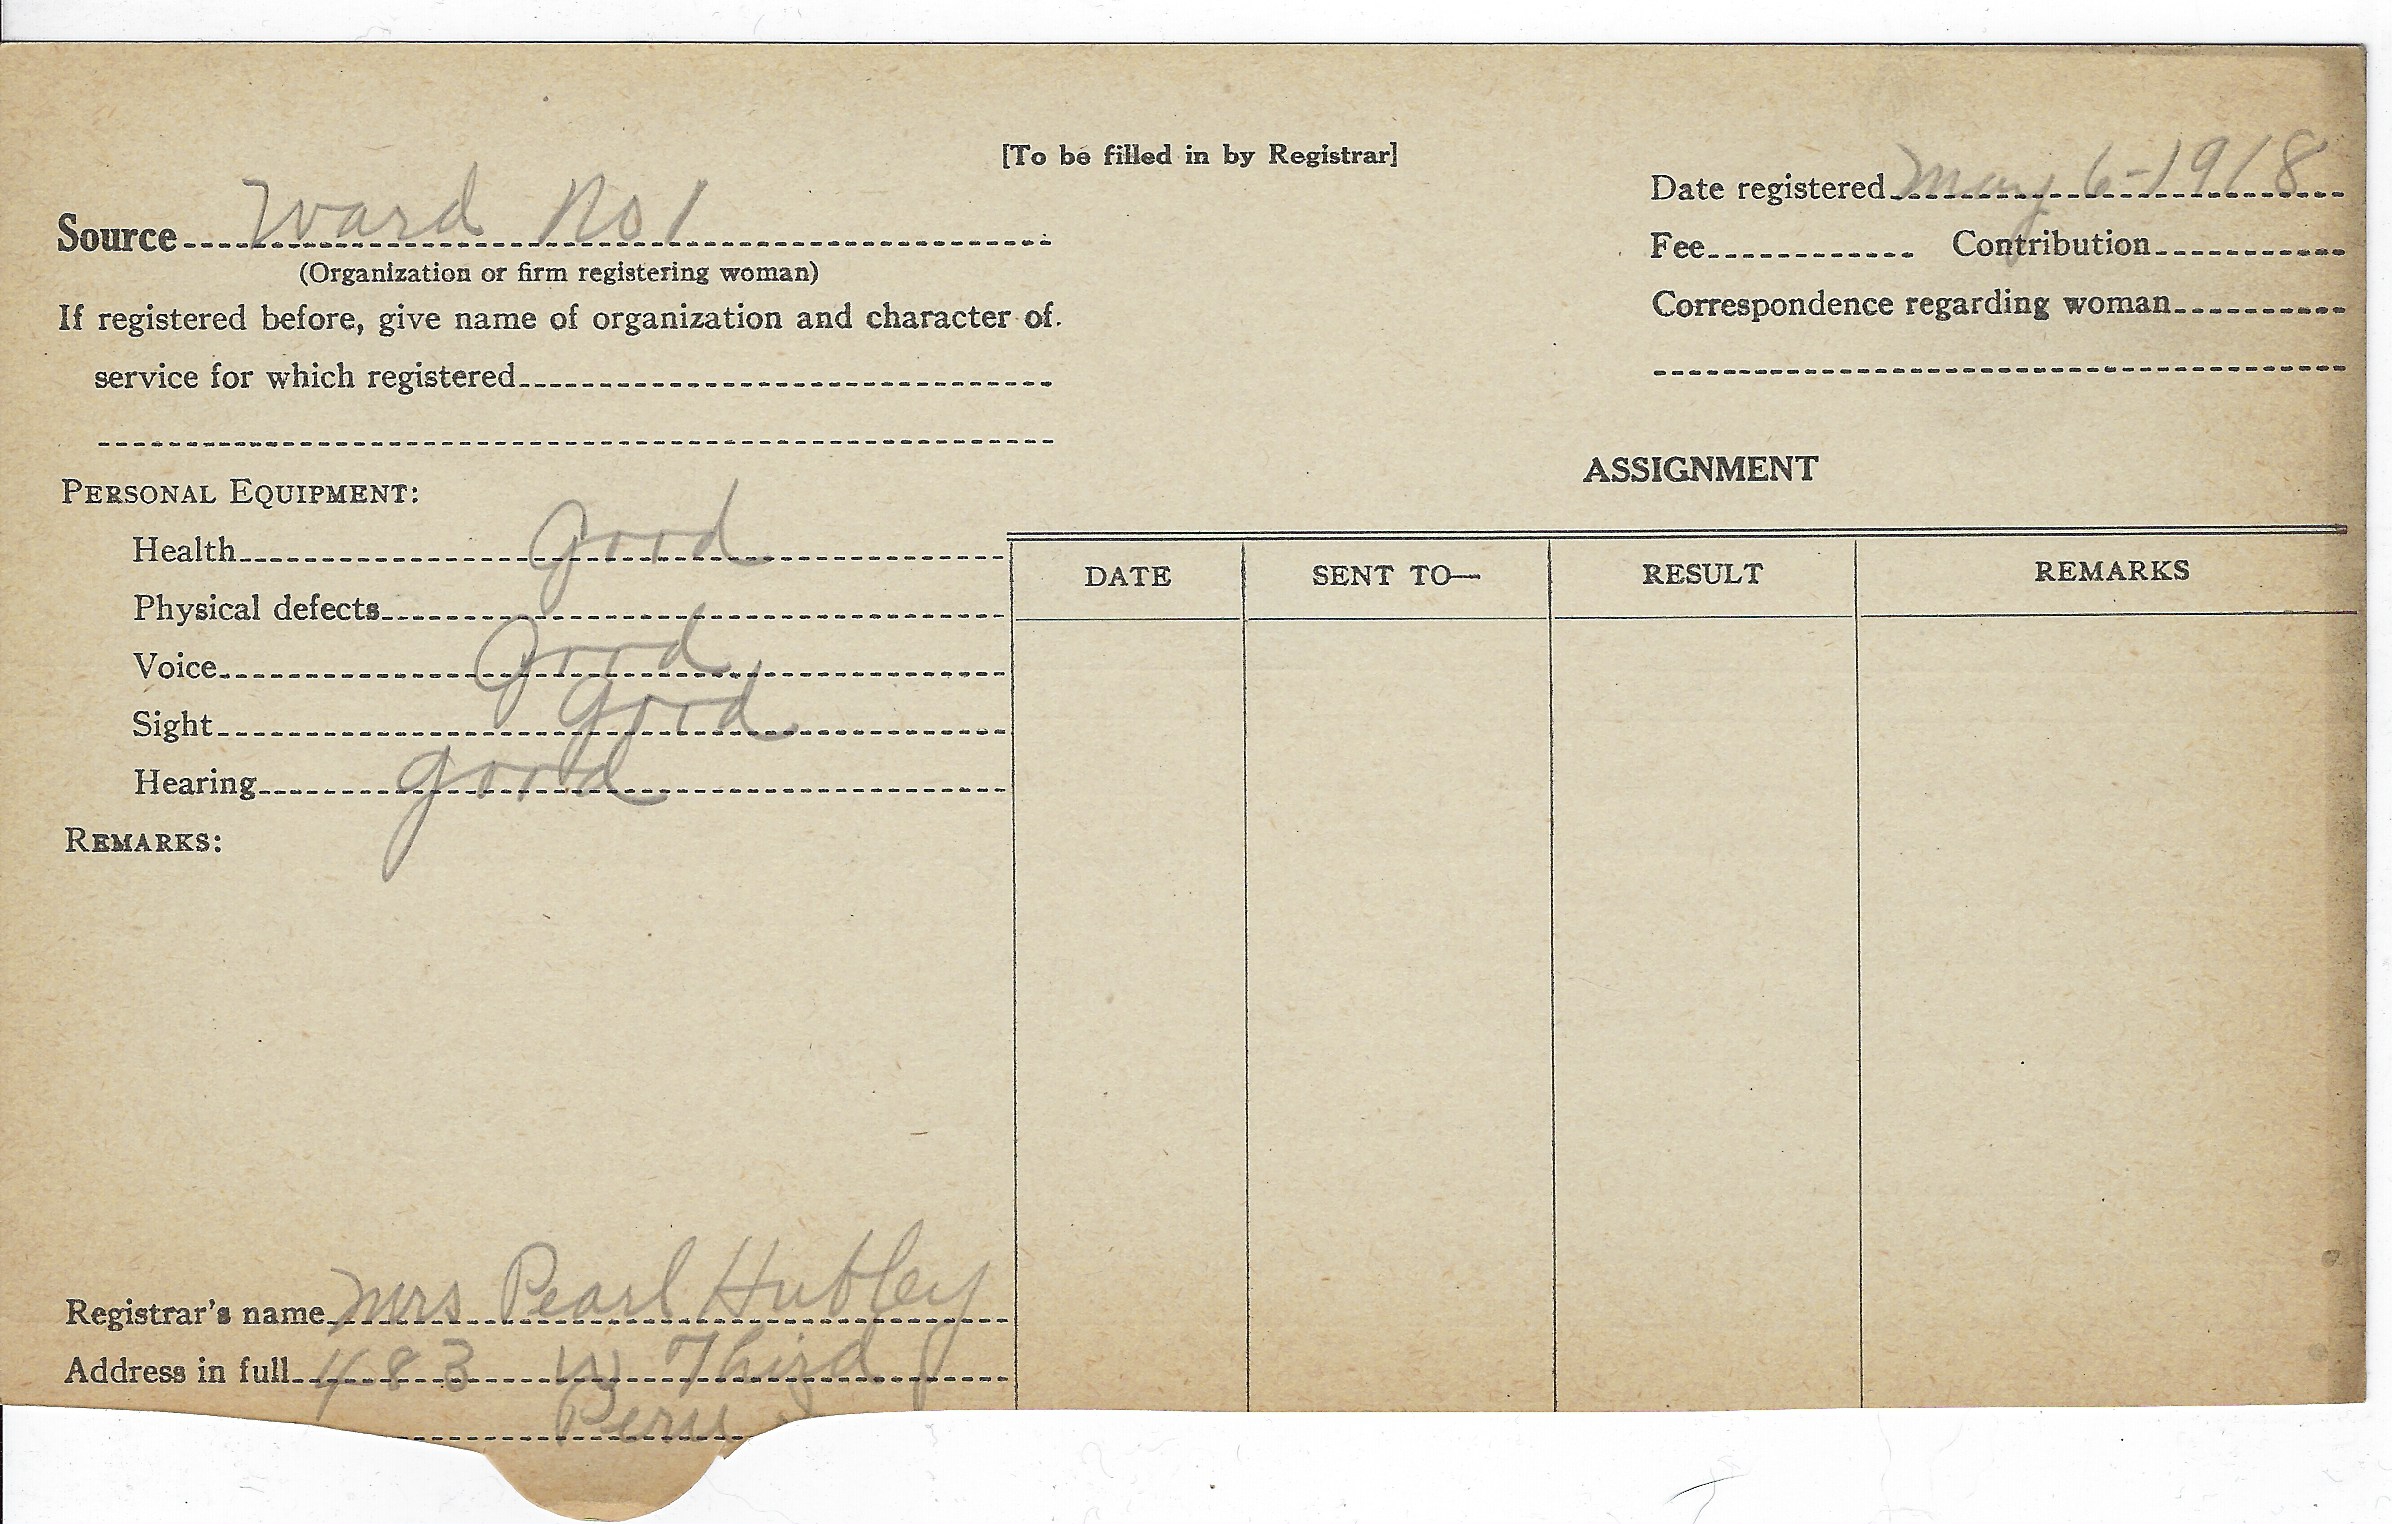 [To be filled in by Registrar]
Source Ward No 1
(Organization or firm registering woman)
If registered before, give name of organization and character of
service for which registered
Date registered May 6-1918
Fee Contribution
Correspondence regarding woman
PERSONAL EQUIPMENT:
Health good
Physical defects
Voice good
Sight good
Hearing good
REMARKS:
ASSIGNMENT
DATE SENT TO— RESULT REMARKS
Registrar's name Mrs Pearl Hubley
Address in full 483 W Third
Peru